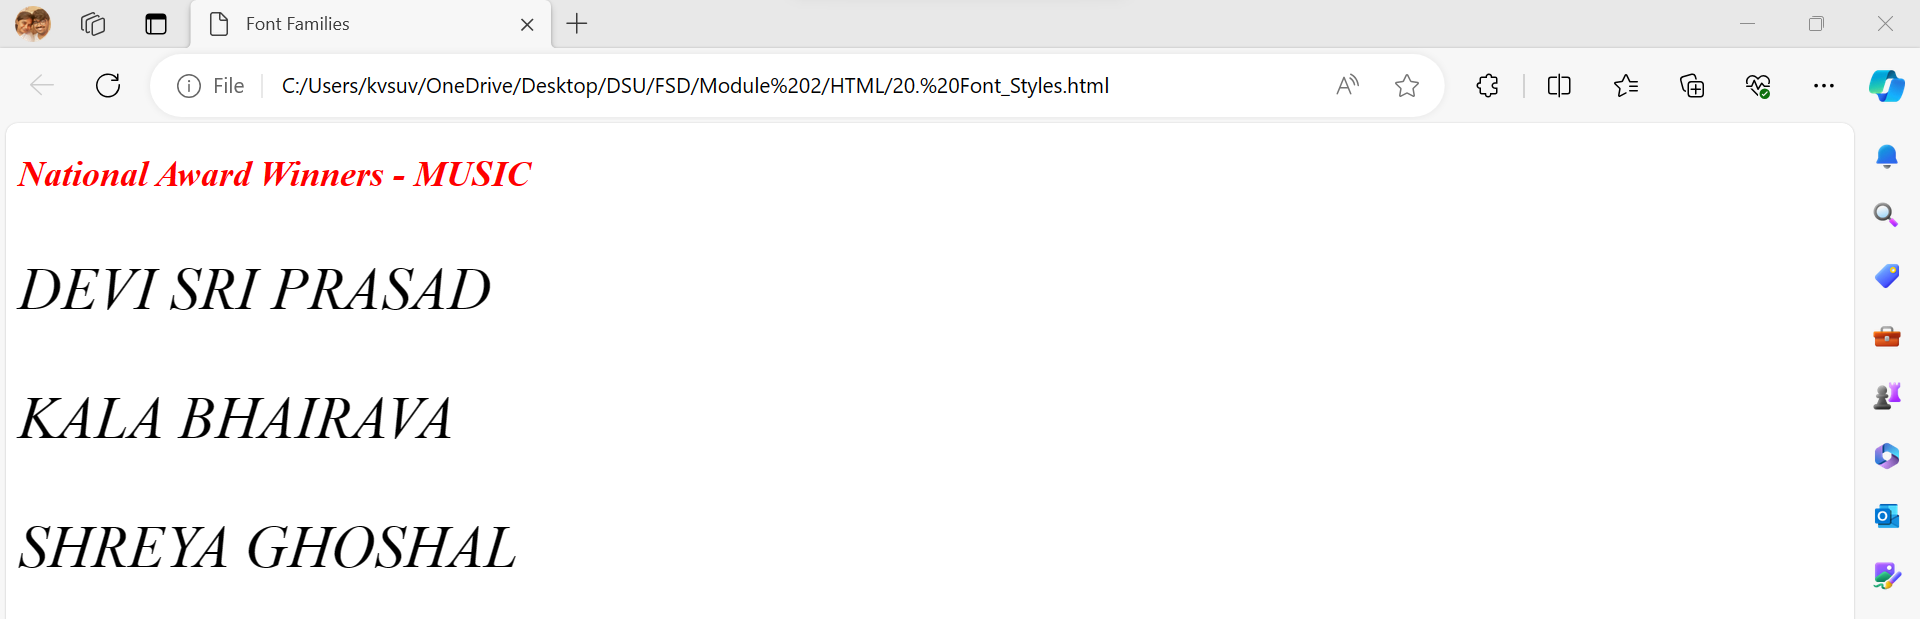 Font Families
File C:/Users/kvsuv/OneDrive/Desktop/DSU/FSD/Module%202/HTML/20.%20Font_Styles.html
National Award Winners - MUSIC
DEVI SRI PRASAD
KALA BHAIRAVA
SHREYA GHOSHAL